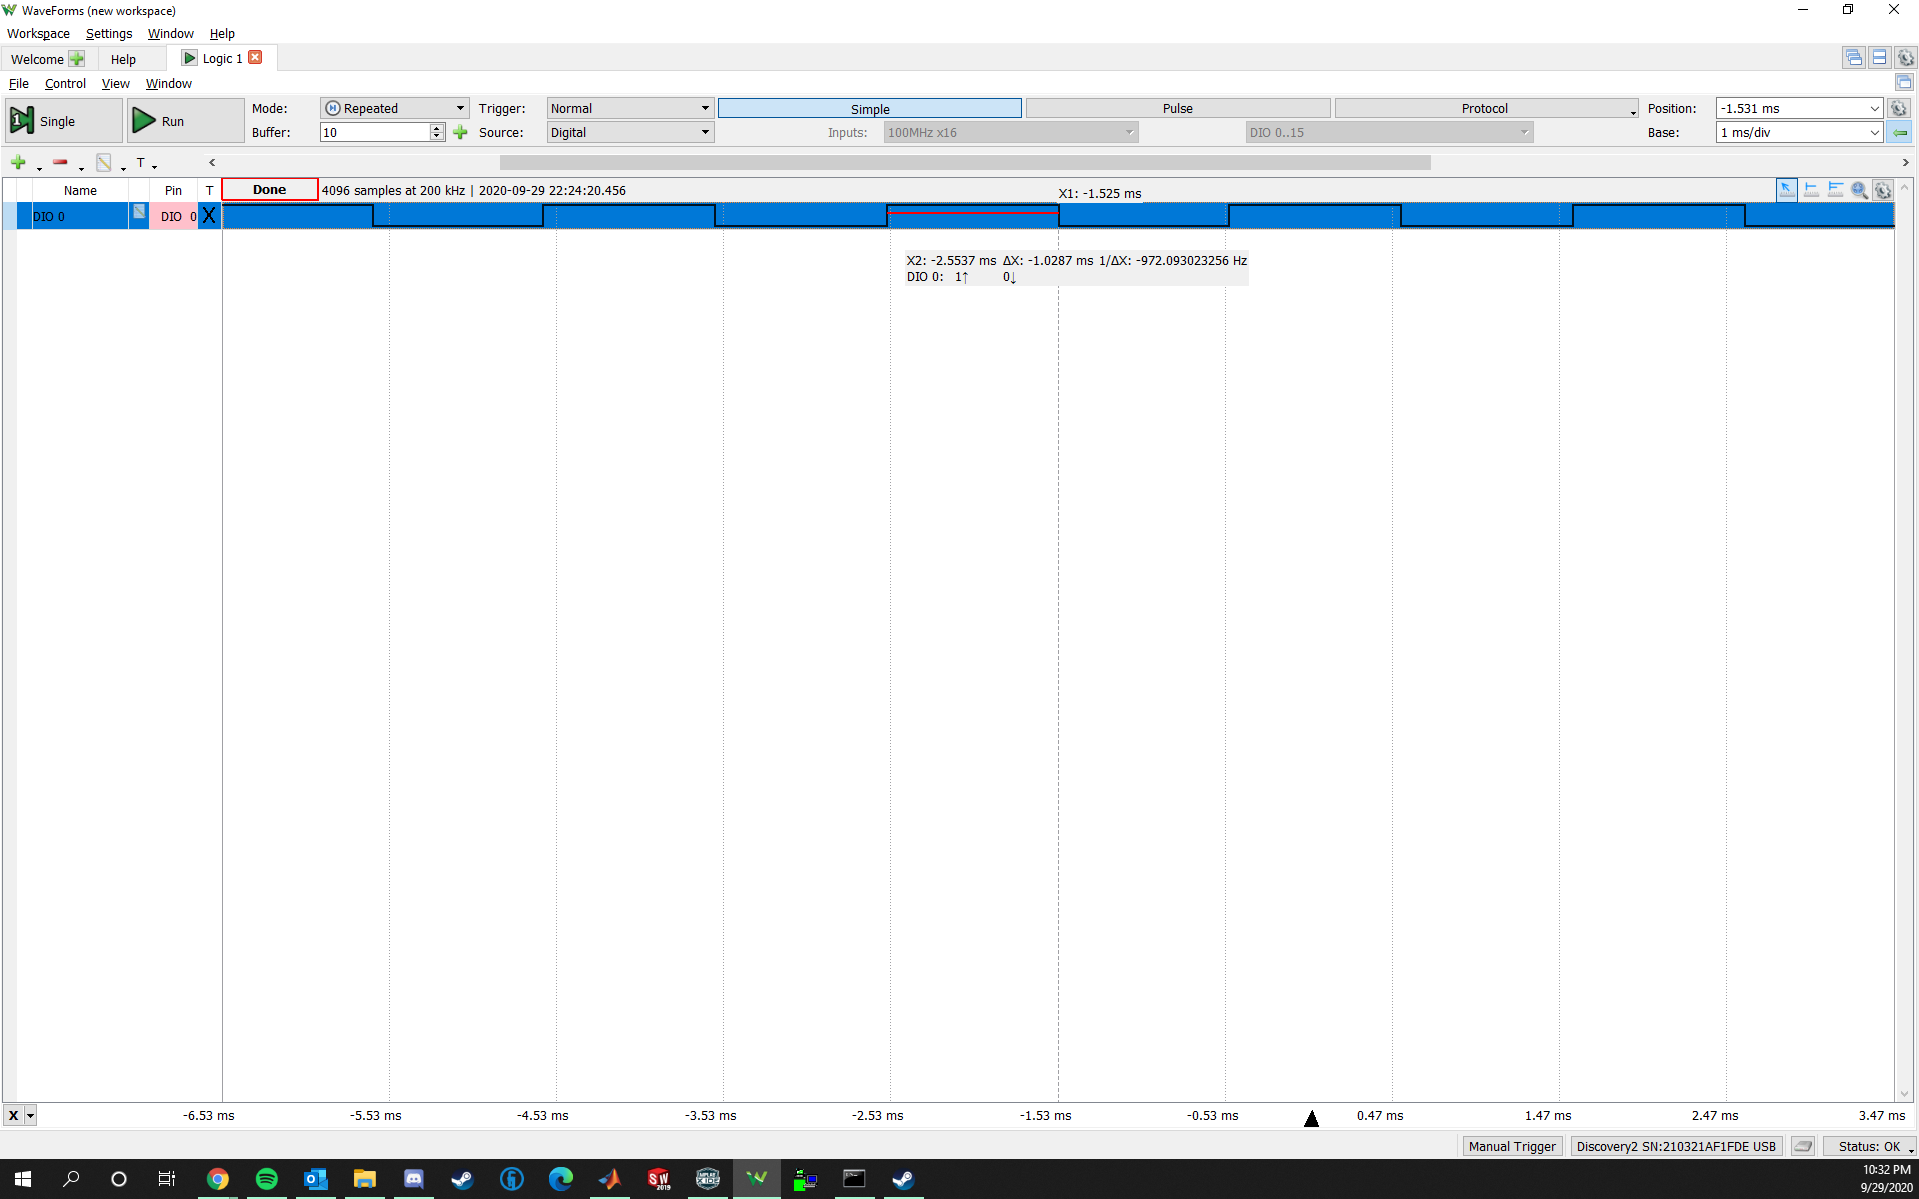 WaveForms (new workspace)
Workspace Settings Window Help
Welcome Help Logic 1
File Control View Window
Single Run Mode: Repeated Trigger: Normal Simple Pulse Protocol Position: -1.531 ms
Buffer: 10 Source: Digital Inputs: 100MHz x16 DIO 0..15 Base: 1 ms/div
T
Name Pin T Done 4096 samples at 200 kHz | 2020-09-29 22:24:20.456 X1: -1.525 ms
DIO 0 DIO 0 X
X2: -2.5537 ms ΔX: -1.0287 ms 1/ΔX: -972.093023256 Hz
DIO 0: 1↑ 0↓
X -6.53 ms -5.53 ms -4.53 ms -3.53 ms -2.53 ms -1.53 ms -0.53 ms 0.47 ms 1.47 ms 2.47 ms 3.47 ms
Manual Trigger Discovery2 SN:210321AF1FDE USB Status: OK
10:32 PM
9/29/2020